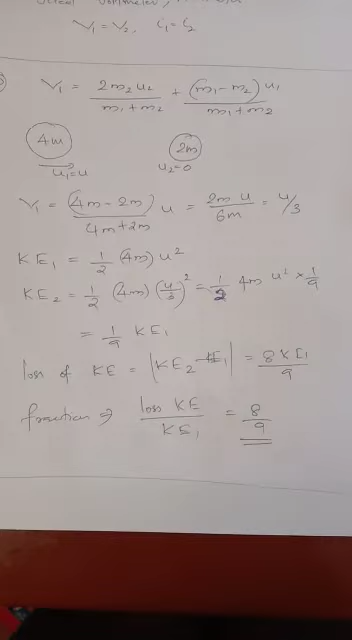 V₁ = V₂,
V₁ = 2m₂u₂/m₁+m₂ + (m₁-m₂)u₁/m₁+m₂
4m 2m
u₁=u u₂=0
V₁ = (4m-2m)/4m+2m u = 2m u/6m = u/3
KE₁ = 1/2 (4m) u²
KE₂ = 1/2 (4m) (u/3)² = 1/2 4m u² × 1/9
= 1/9 KE₁
loss of KE = |KE₂-KE₁| = 8 KE₁/9
fraction of loss KE/KE₁ = 8/9